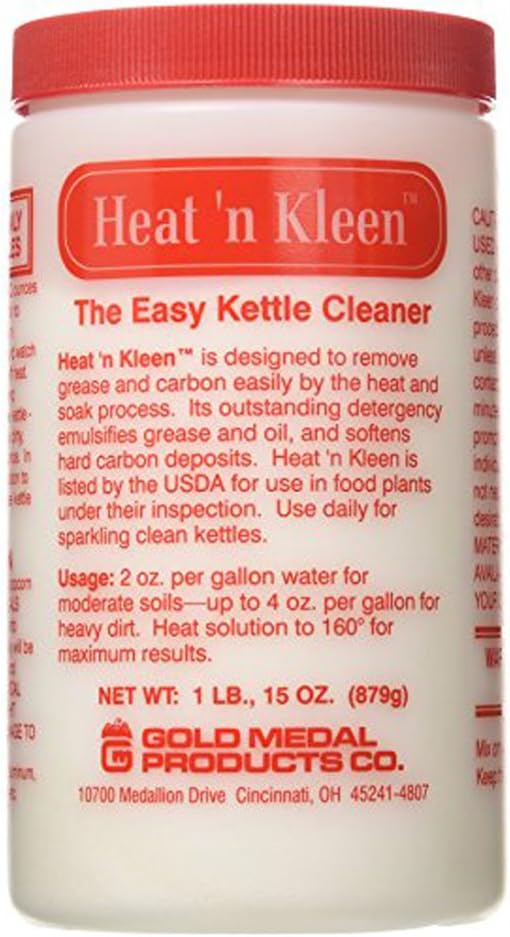 Heat 'n Kleen™
The Easy Kettle Cleaner
Heat 'n Kleen™ is designed to remove
grease and carbon easily by the heat and
soak process. Its outstanding detergency
emulsifies grease and oil, and softens
hard carbon deposits. Heat 'n Kleen is
listed by the USDA for use in food plants
under their inspection. Use daily for
sparkling clean kettles.
Usage: 2 oz. per gallon water for
moderate soils—up to 4 oz. per gallon for
heavy dirt. Heat solution to 160° for
maximum results.
NET WT: 1 LB., 15 OZ. (879g)
GOLD MEDAL
PRODUCTS CO.
10700 Medallion Drive Cincinnati, OH 45241-4807
USED
other
Kleen
unless
YOUR